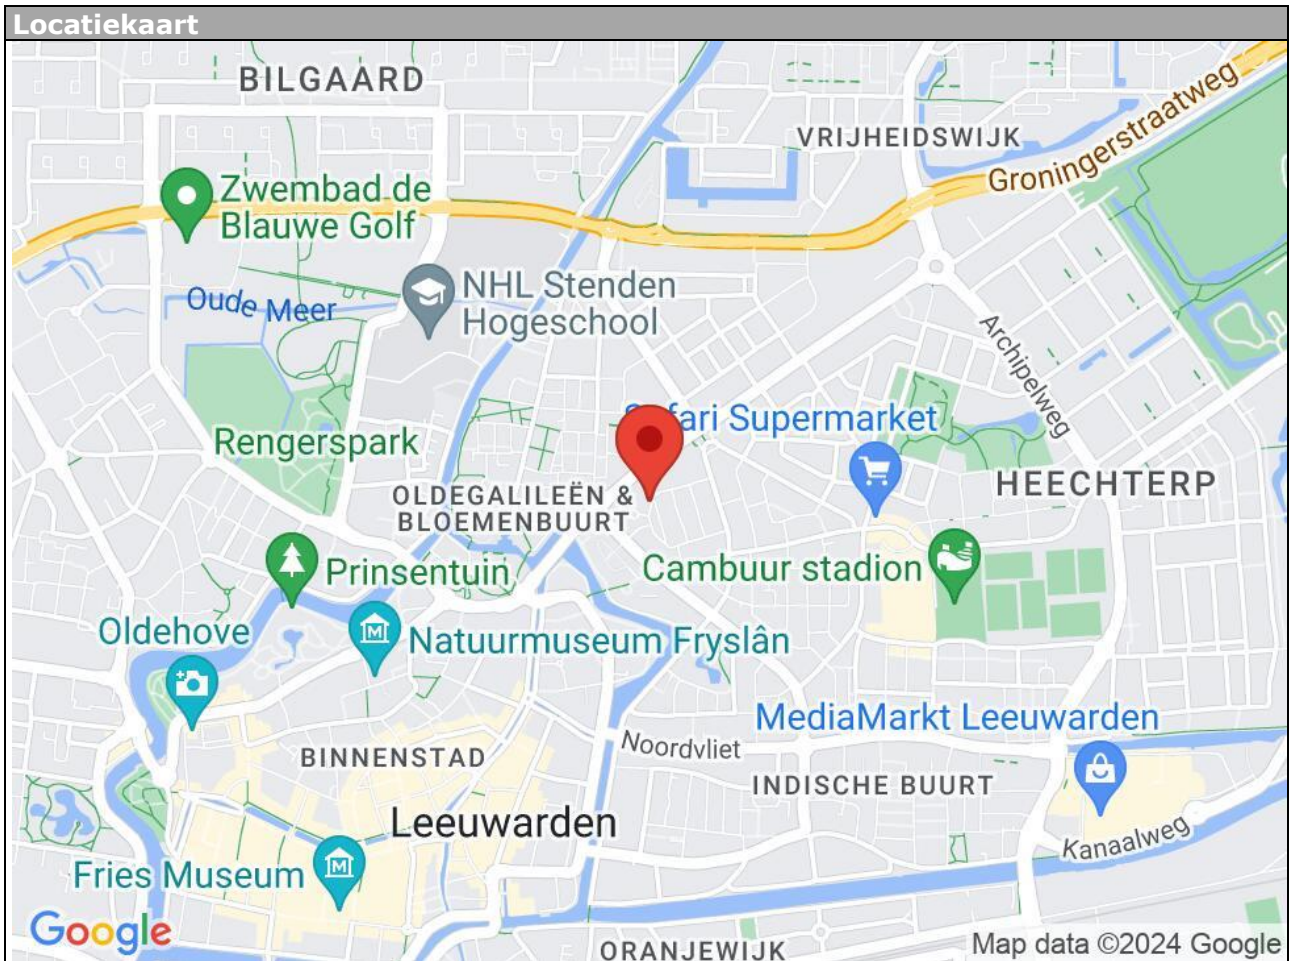 Locatiekaart
BILGAARD
VRIJHEIDSWIJK
Groningerstraatweg
Zwembad de
Blauwe Golf
NHL Stenden
Hogeschool
Oude Meer
Archipelweg
fari Supermarket
Rengerspark
HEECHTERP
OLDEGALILEËN &
BLOEMENBUURT
Cambuur stadion
Prinsentuin
Oldehove
Natuurmuseum Fryslân
MediaMarkt Leeuwarden
Noordvliet
BINNENSTAD
INDISCHE BUURT
Leeuwarden
Kanaalweg
Fries Museum
Google
ORANJEWIJK
Map data ©2024 Google